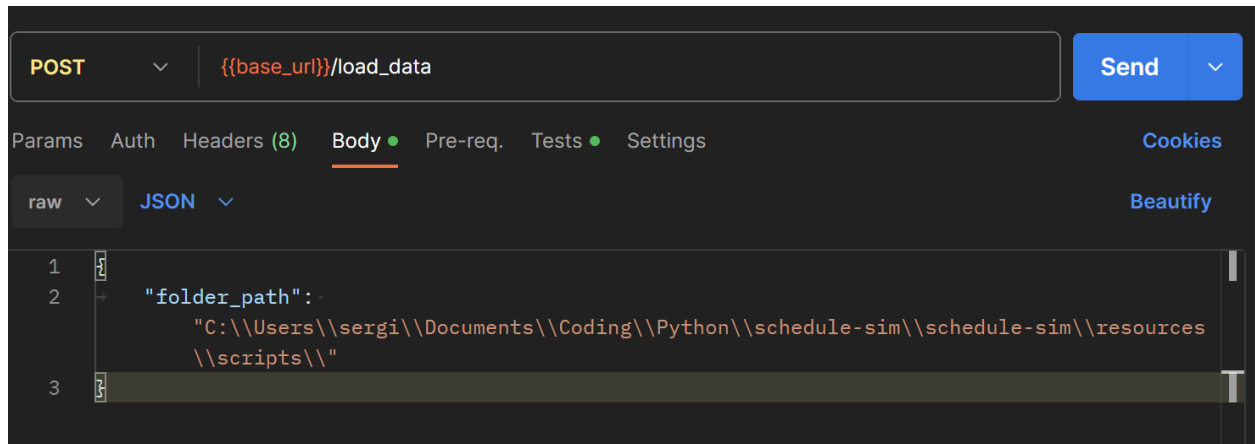 POST {{base_url}}/load_data Send
Params Auth Headers (8) Body Pre-req. Tests Settings Cookies
raw JSON Beautify
1 {
2 "folder_path":
"C:\\Users\\sergi\\Documents\\Coding\\Python\\schedule-sim\\schedule-sim\\resources
\\scripts\\"
3 }